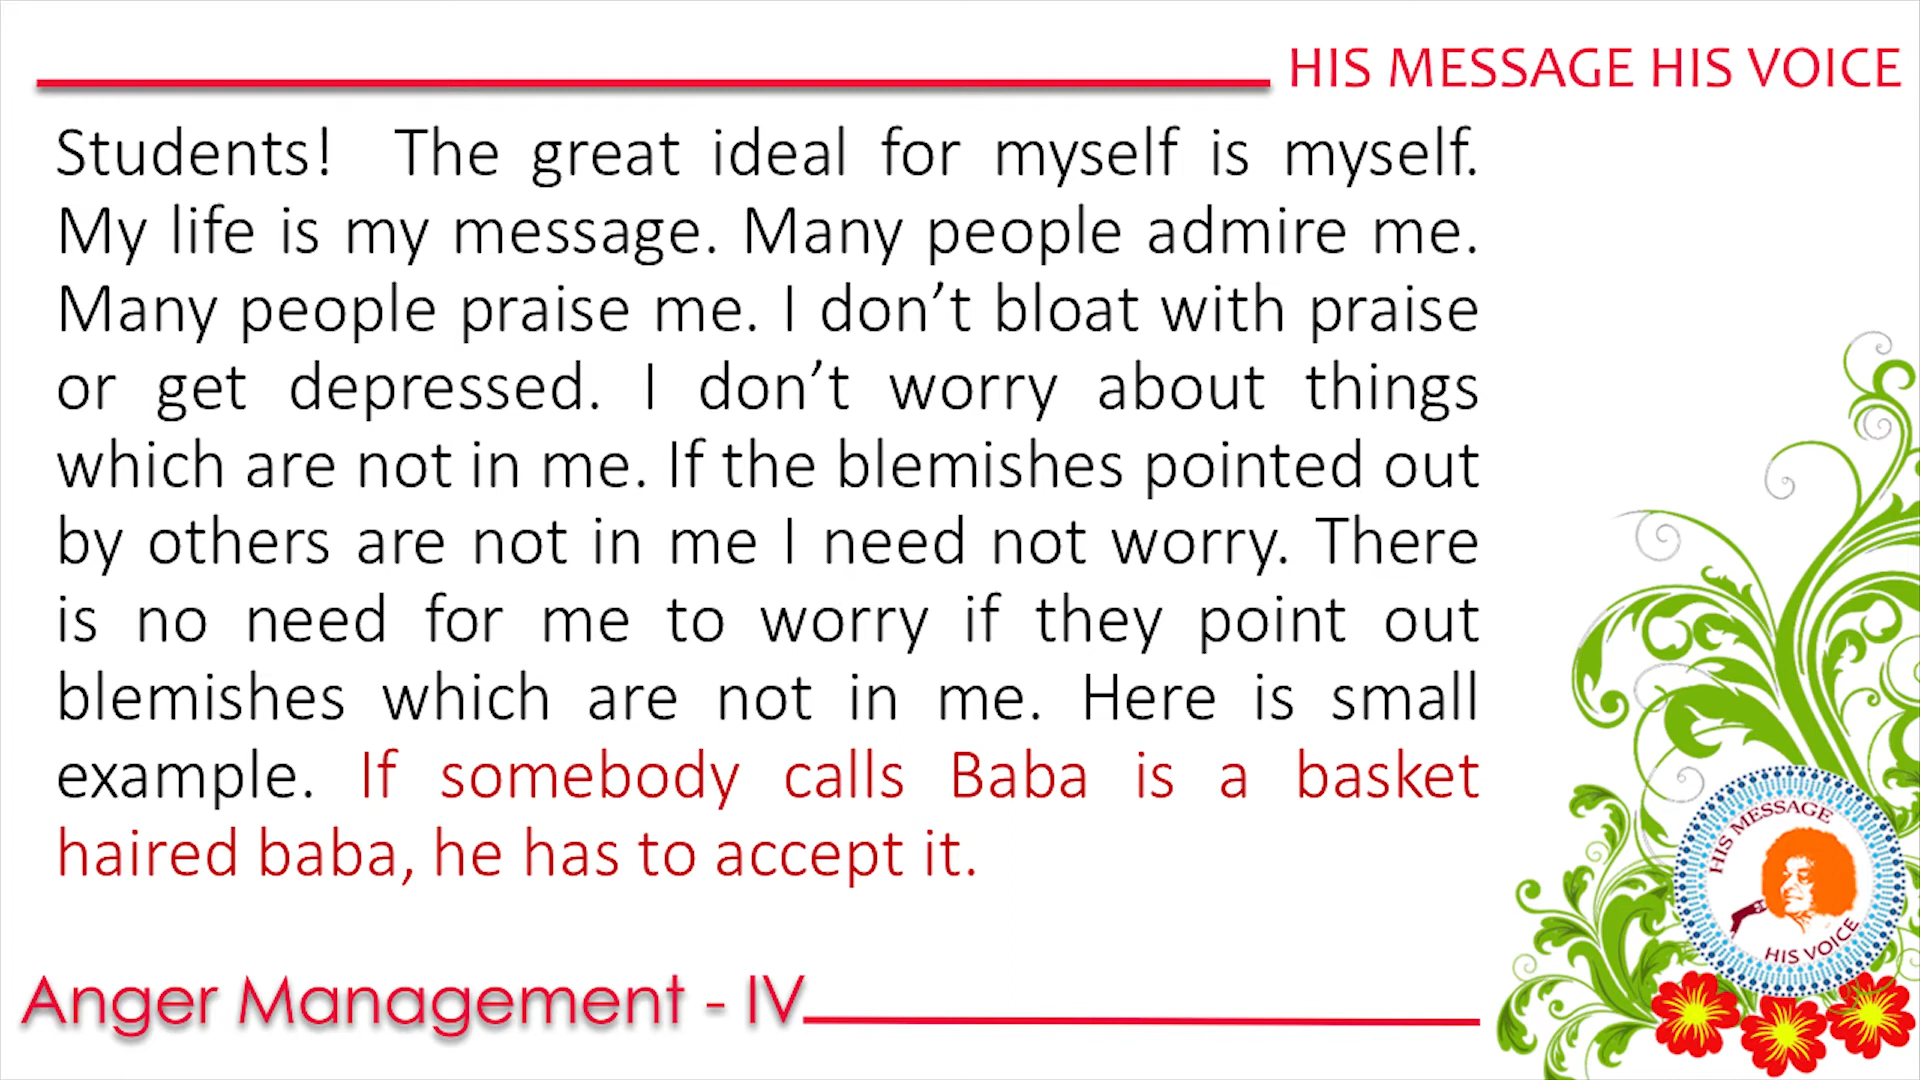 HIS MESSAGE HIS VOICE
Students! The great ideal for myself is myself.
My life is my message. Many people admire me.
Many people praise me. I don’t bloat with praise
or get depressed. I don’t worry about things
which are not in me. If the blemishes pointed out
by others are not in me I need not worry. There
is no need for me to worry if they point out
blemishes which are not in me. Here is small
example. If somebody calls Baba is a basket
haired baba, he has to accept it.
HIS MESSAGE
HIS VOICE
Anger Management - IV